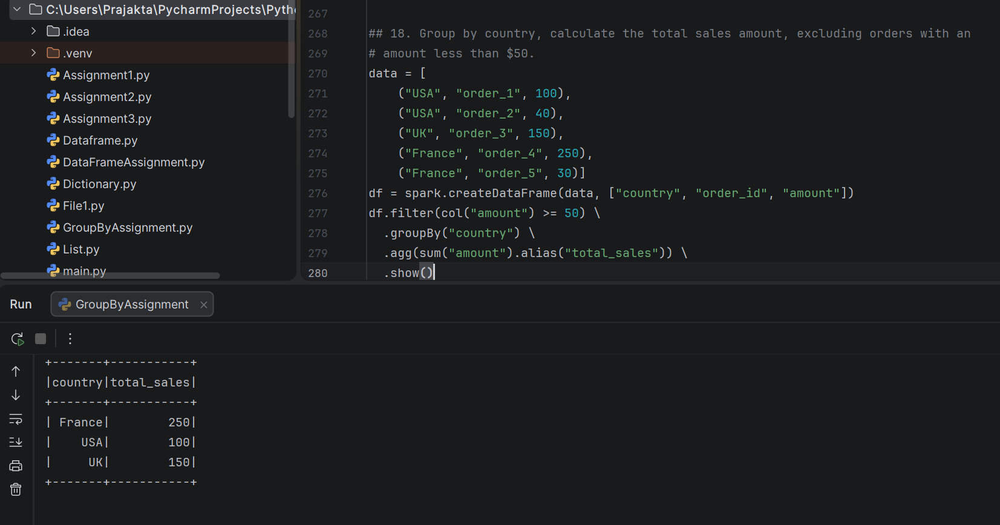 C:\Users\Prajakta\PycharmProjects\Pyth
.idea
.venv
Assignment1.py
Assignment2.py
Assignment3.py
Dataframe.py
DataFrameAssignment.py
Dictionary.py
File1.py
GroupByAssignment.py
List.py
main.py
267
268 ## 18. Group by country, calculate the total sales amount, excluding orders with an
269 # amount less than $50.
270 data = [
271     ("USA", "order_1", 100),
272     ("USA", "order_2", 40),
273     ("UK", "order_3", 150),
274     ("France", "order_4", 250),
275     ("France", "order_5", 30)]
276 df = spark.createDataFrame(data, ["country", "order_id", "amount"])
277 df.filter(col("amount") >= 50) \
278   .groupBy("country") \
279   .agg(sum("amount").alias("total_sales")) \
280   .show()
Run GroupByAssignment
+-------+-----------+
|country|total_sales|
+-------+-----------+
| France|        250|
|    USA|        100|
|     UK|        150|
+-------+-----------+